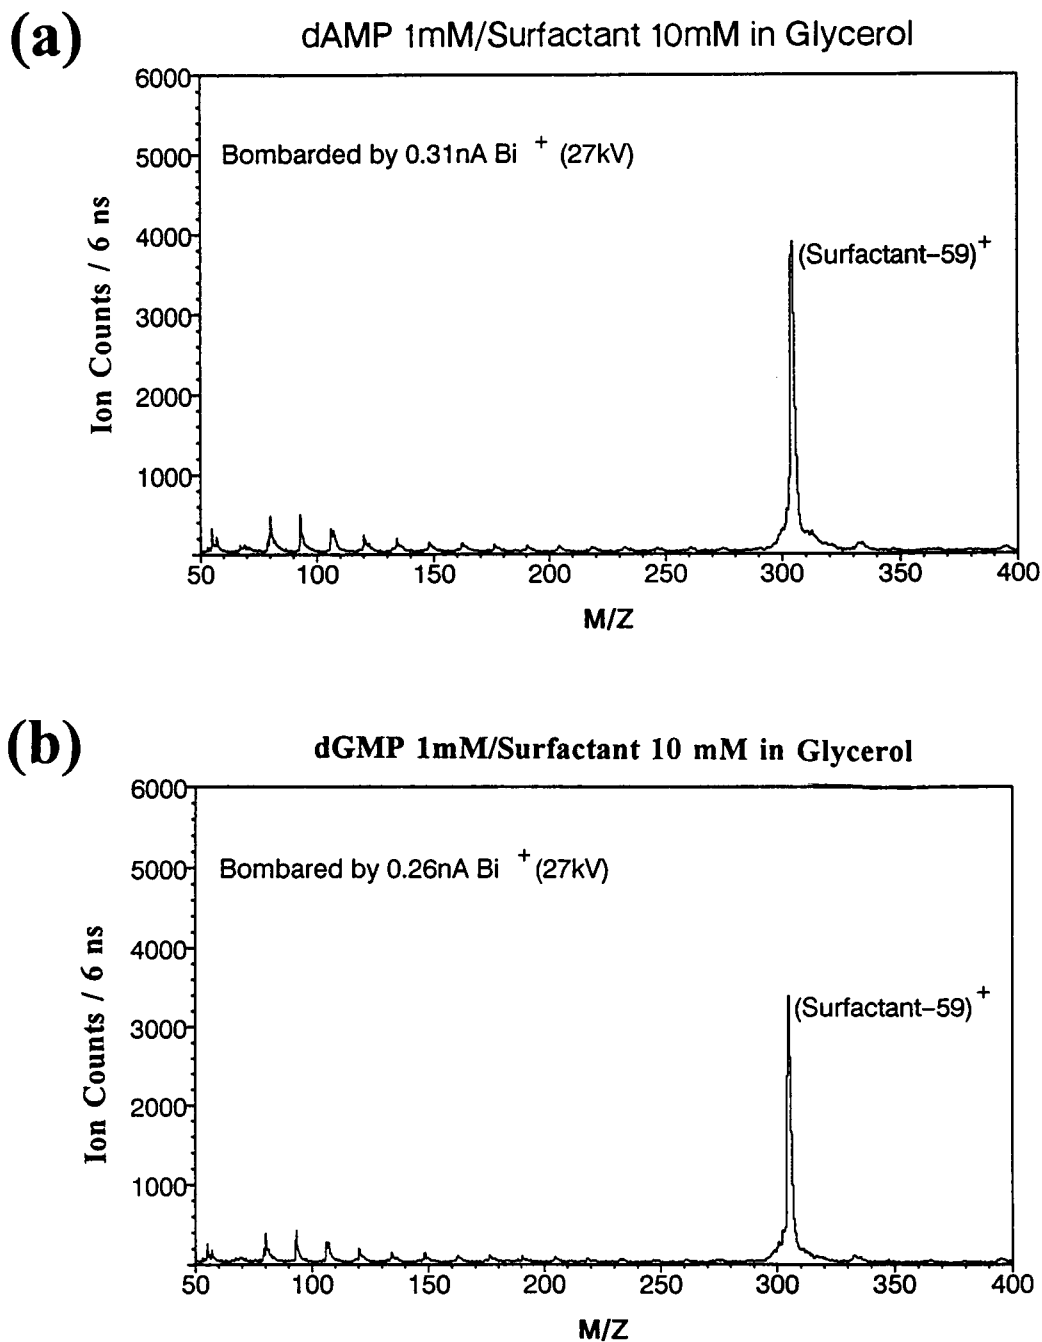 (a)
dAMP 1mM/Surfactant 10mM in Glycerol
6000
Bombarded by 0.31nA Bi + (27kV)
5000
4000
(Surfactant-59)+
3000
2000
1000
Ion Counts / 6 ns
50 100 150 200 250 300 350 400
M/Z
(b)
dGMP 1mM/Surfactant 10 mM in Glycerol
6000
Bombared by 0.26nA Bi + (27kV)
5000
4000
(Surfactant-59)+
3000
2000
1000
Ion Counts / 6 ns
50 100 150 200 250 300 350 400
M/Z